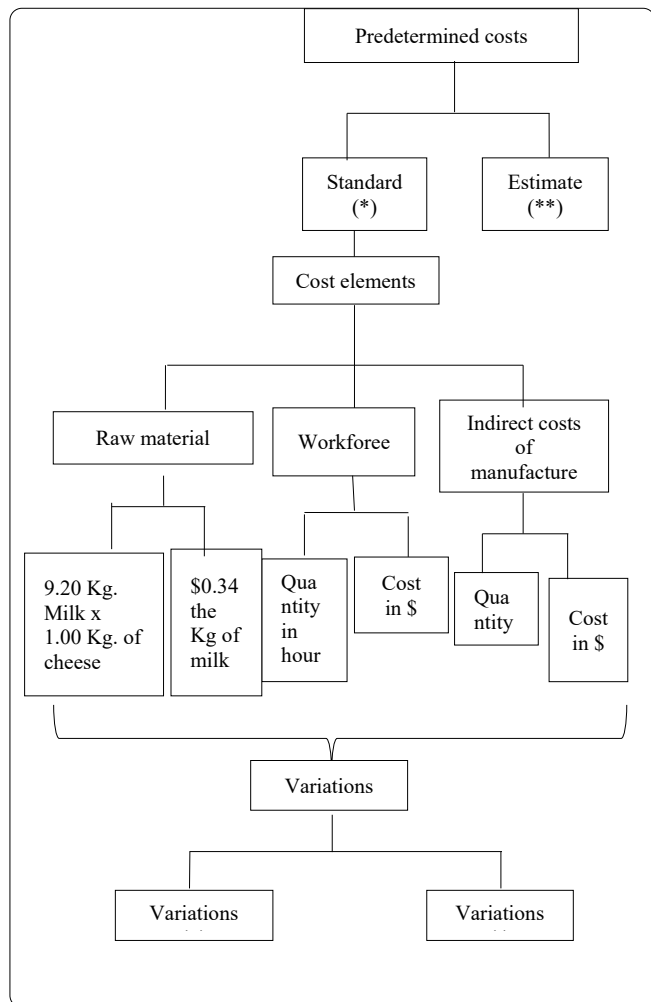 Predetermined costs
Standard
(*)
Estimate
(**)
Cost elements
Raw material
Workforee
Indirect costs
of
manufacture
9.20 Kg.
Milk x
1.00 Kg. of
cheese
$0.34
the
Kg of
milk
Qua
ntity
in
hour
Cost
in $
Qua
ntity
Cost
in $
Variations
Variations
Variations